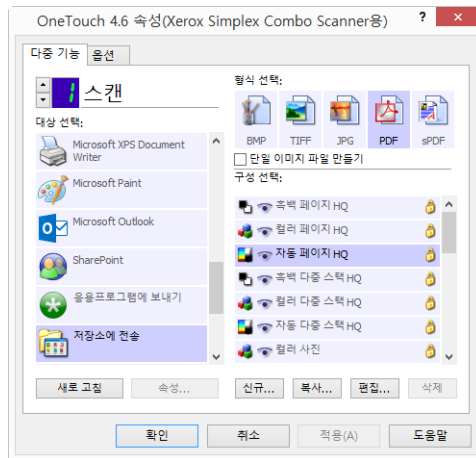 OneTouch 4.6 속성(Xerox Simplex Combo Scanner용)
?
다중 기능
옵션
1
스캔
대상 선택:
Microsoft XPS Document
Writer
Microsoft Paint
Microsoft Outlook
SharePoint
응용프로그램에 보내기
저장소에 전송
새로 고침
속성...
형식 선택:
BMP
TIFF
JPG
PDF
sPDF
단일 이미지 파일 만들기
구성 선택:
흑백 페이지 HQ
컬러 페이지 HQ
자동 페이지 HQ
흑백 다중 스택 HQ
컬러 다중 스택 HQ
자동 다중 스택 HQ
컬러 사진
신규...
복사...
편집...
삭제
확인
취소
적용(A)
도움말